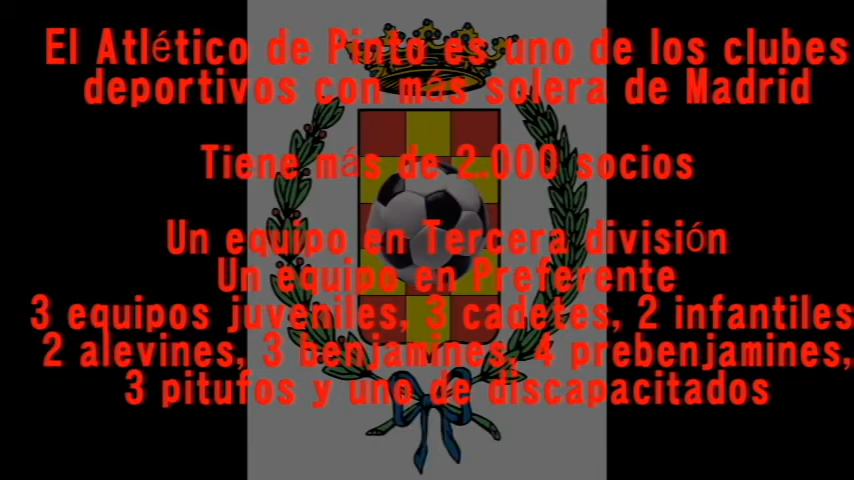 El Atlético de Pinto es uno de los clubes
deportivos con más solera de Madrid
Tiene más de 2.000 socios
Un equipo en Tercera división
Un equipo en Preferente
3 equipos juveniles, 3 cadetes, 2 infantiles
2 alevines, 3 benjamines, 4 prebenjamines,
3 pitufos y uno de discapacitados